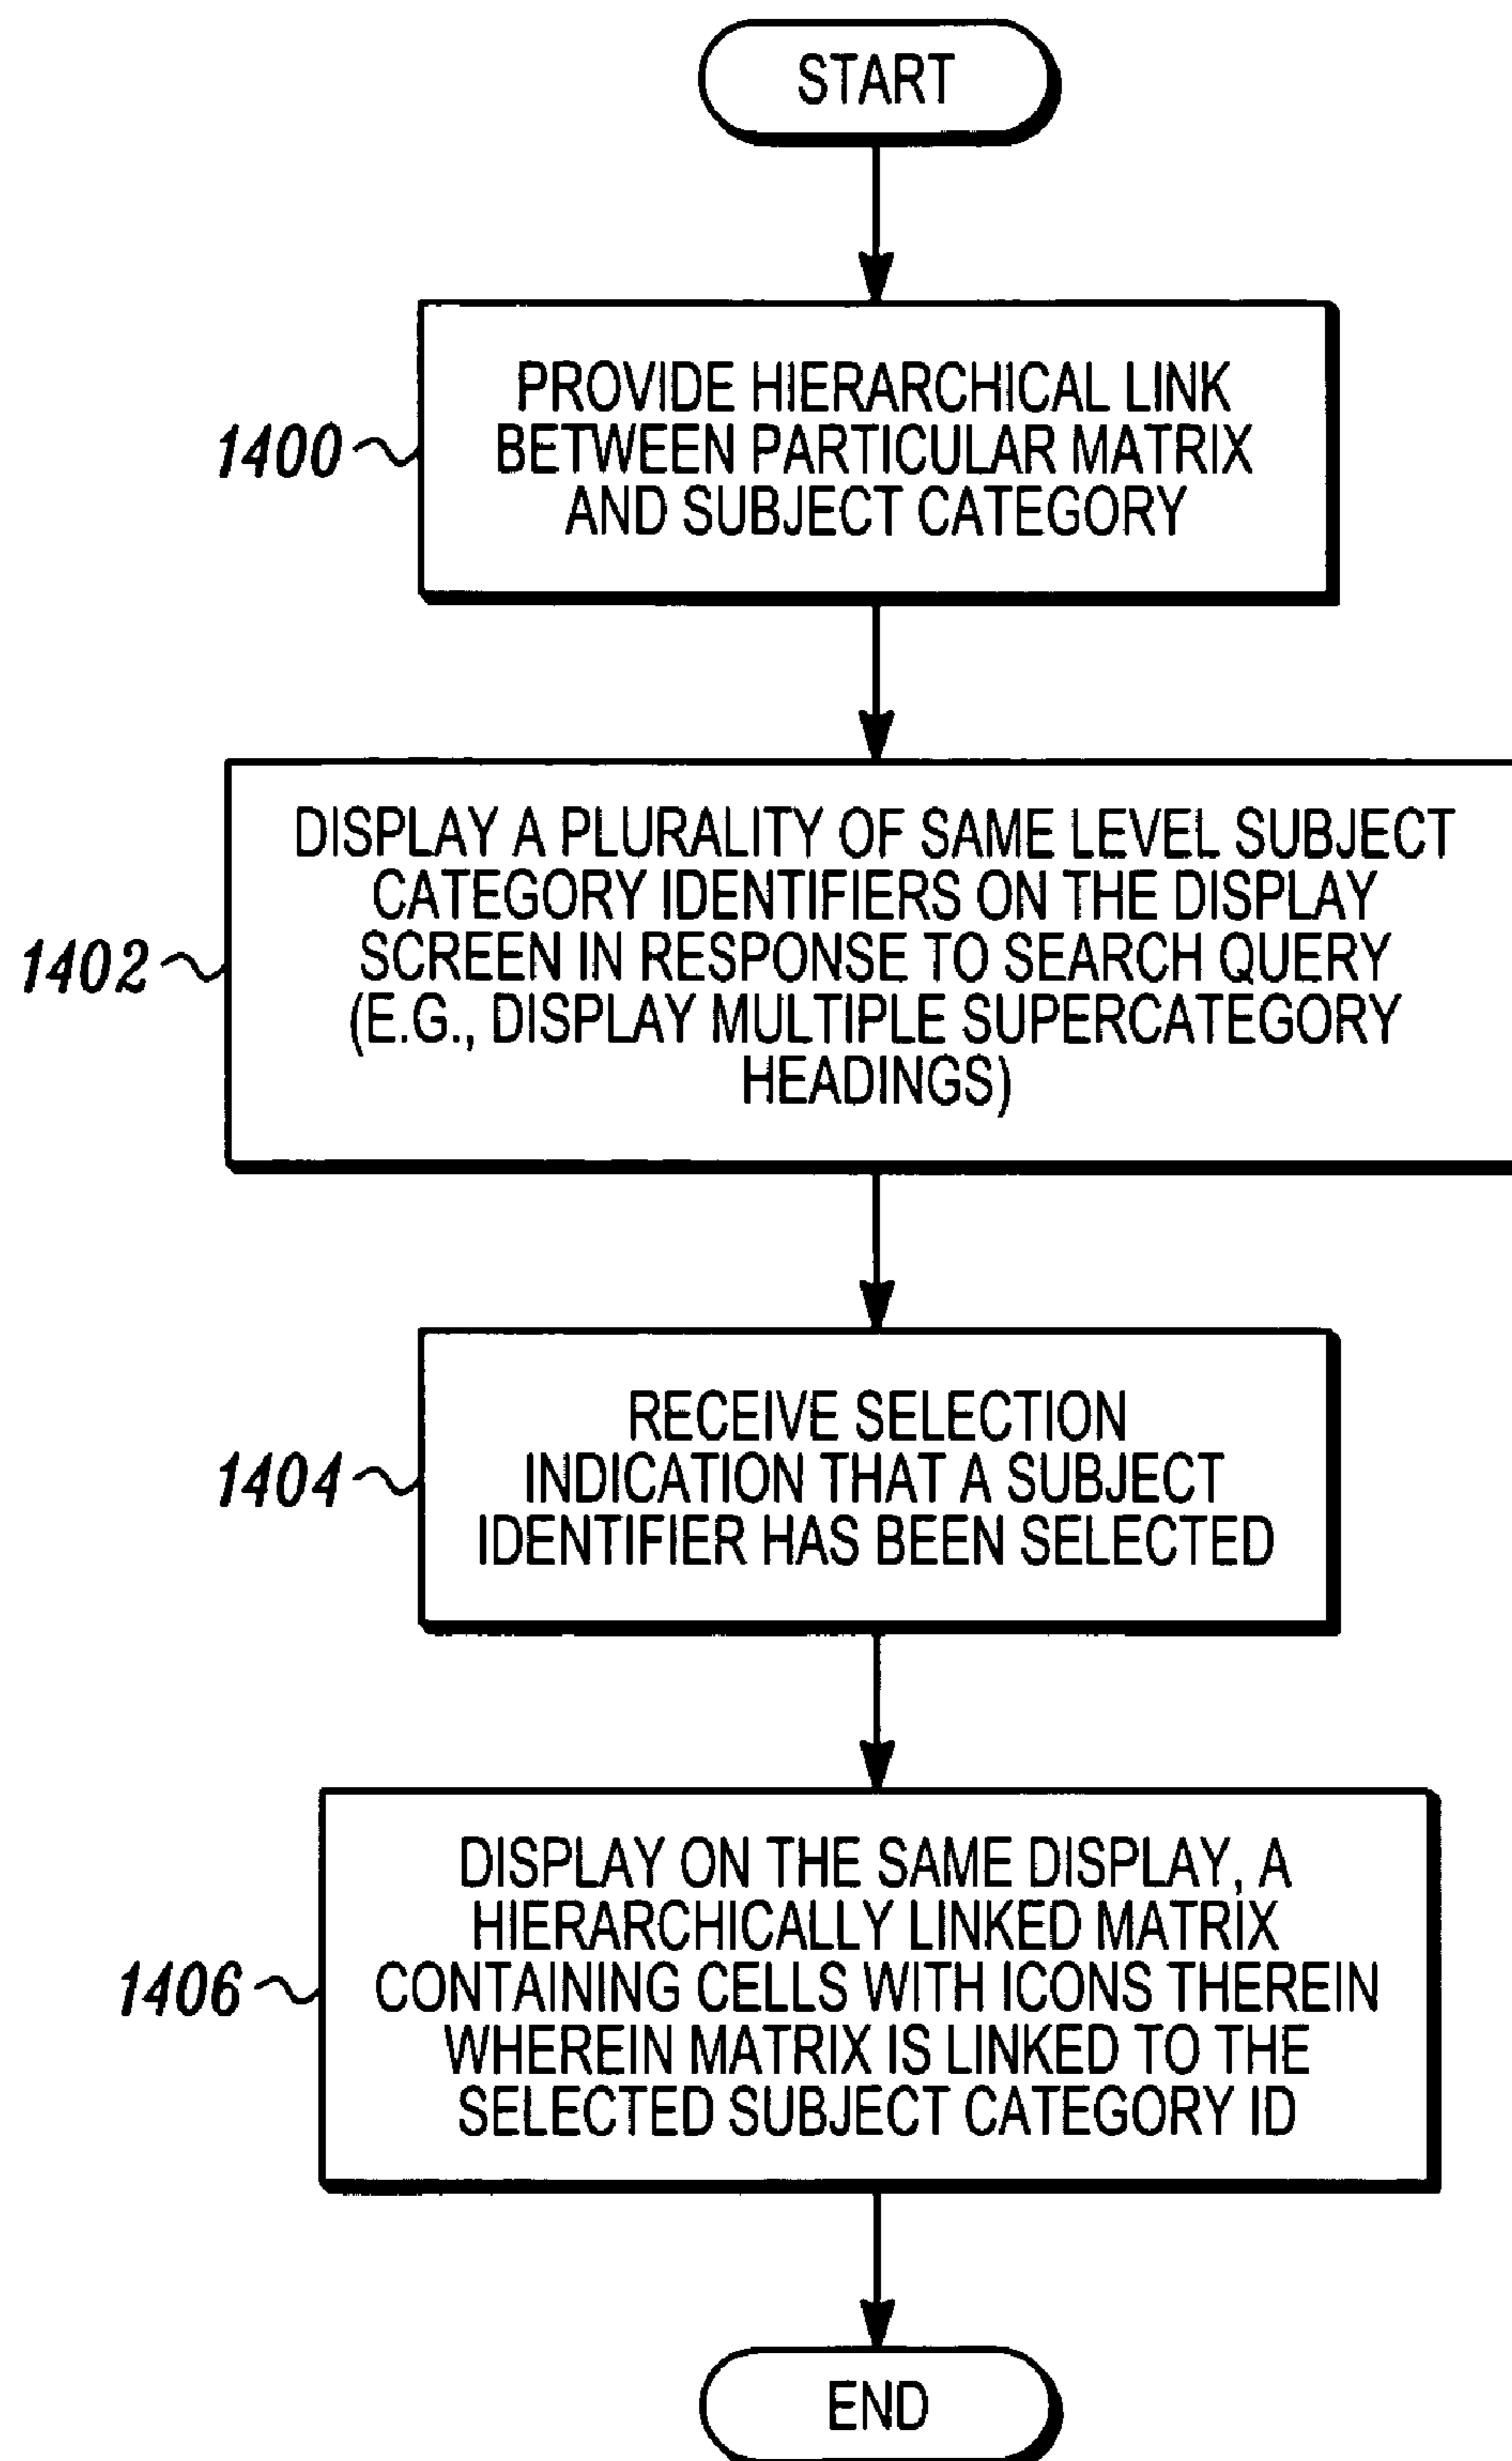 START
PROVIDE HIERARCHICAL LINK
BETWEEN PARTICULAR MATRIX
AND SUBJECT CATEGORY
1400
DISPLAY A PLURALITY OF SAME LEVEL SUBJECT
CATEGORY IDENTIFIERS ON THE DISPLAY
SCREEN IN RESPONSE TO SEARCH QUERY
(E.G., DISPLAY MULTIPLE SUPERCATEGORY
HEADINGS)
1402
RECEIVE SELECTION
INDICATION THAT A SUBJECT
IDENTIFIER HAS BEEN SELECTED
1404
DISPLAY ON THE SAME DISPLAY, A
HIERARCHICALLY LINKED MATRIX
CONTAINING CELLS WITH ICONS THEREIN
WHEREIN MATRIX IS LINKED TO THE
SELECTED SUBJECT CATEGORY ID
1406
END